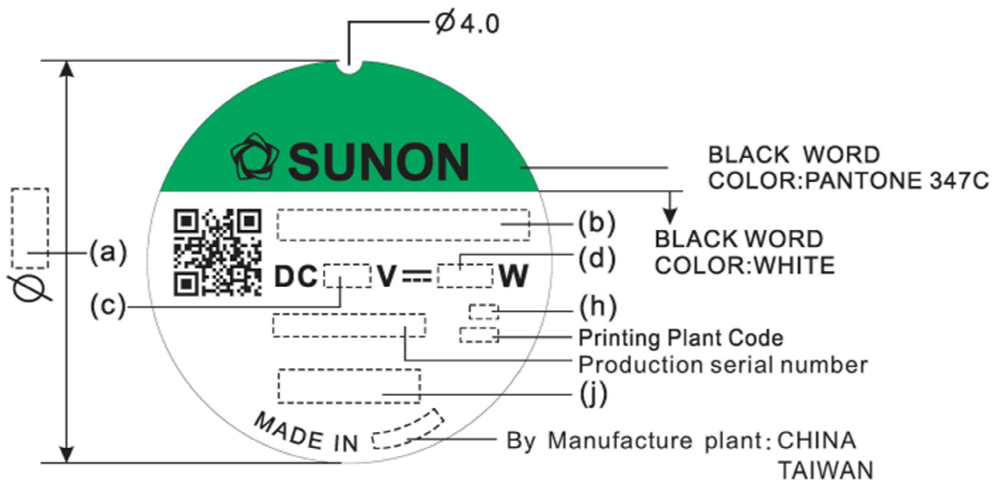 Ø4.0
SUNON
BLACK WORD
COLOR:PANTONE 347C
(b)
BLACK WORD
COLOR:WHITE
(a)
(d)
DC V W
(c)
(h)
Printing Plant Code
Production serial number
(j)
MADE IN
By Manufacture plant: CHINA
TAIWAN
Ø